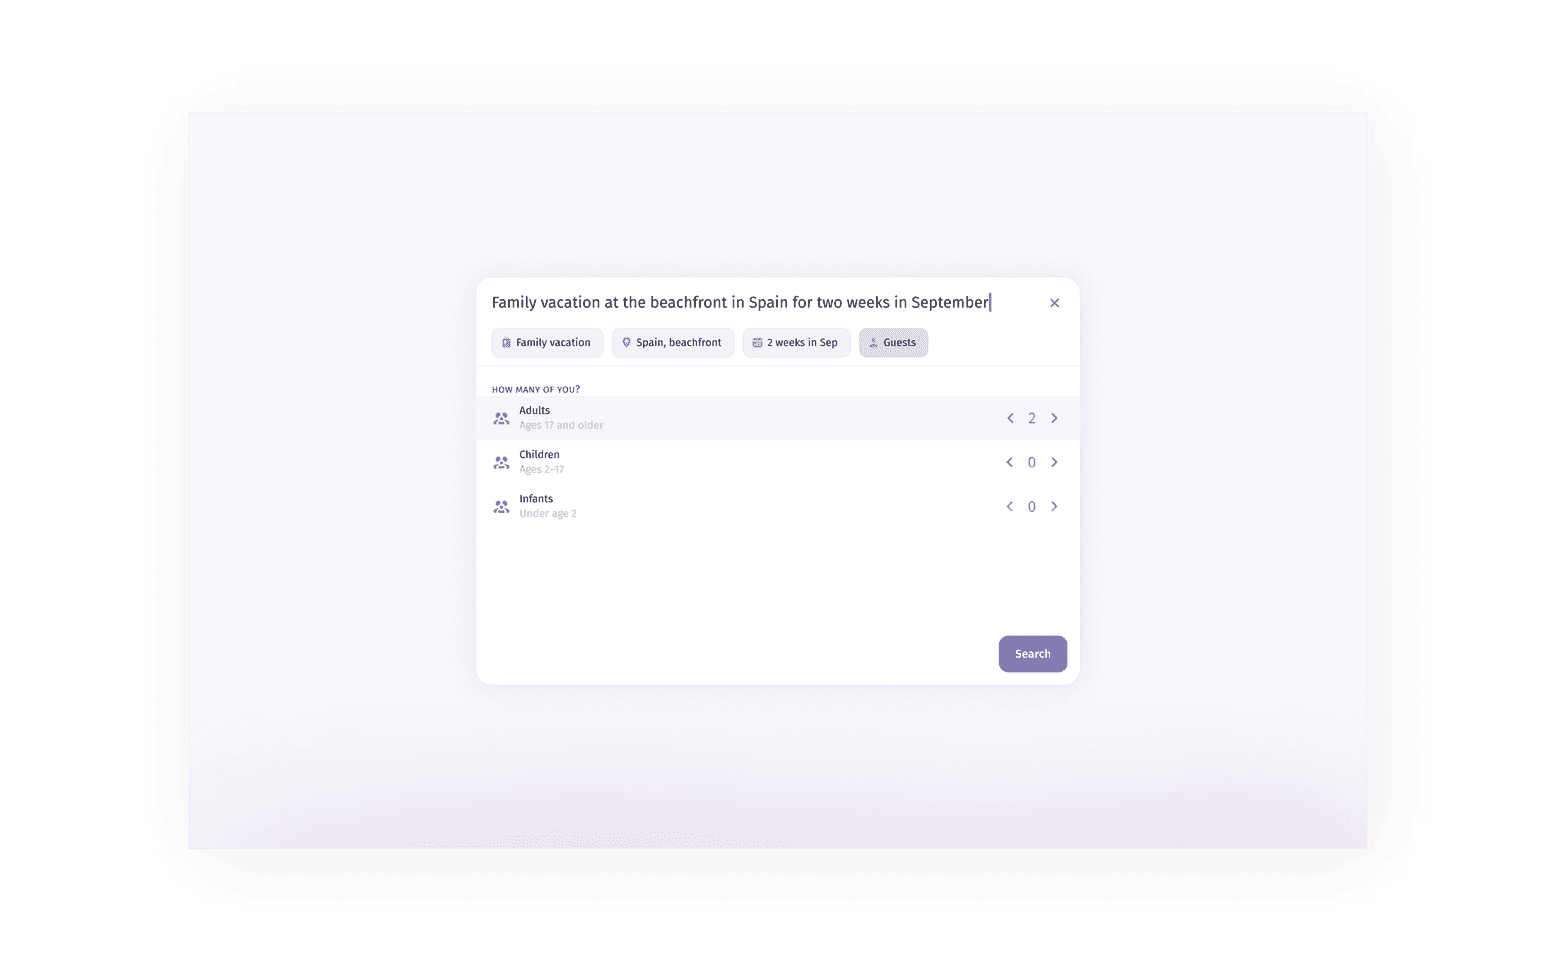 Family vacation at the beachfront in Spain for two weeks in September
Family vacation
Spain, beachfront
2 weeks in Sep
Guests
HOW MANY OF YOU?
Adults
Ages 17 and older
2
Children
Ages 2–17
0
Infants
Under age 2
0
Search